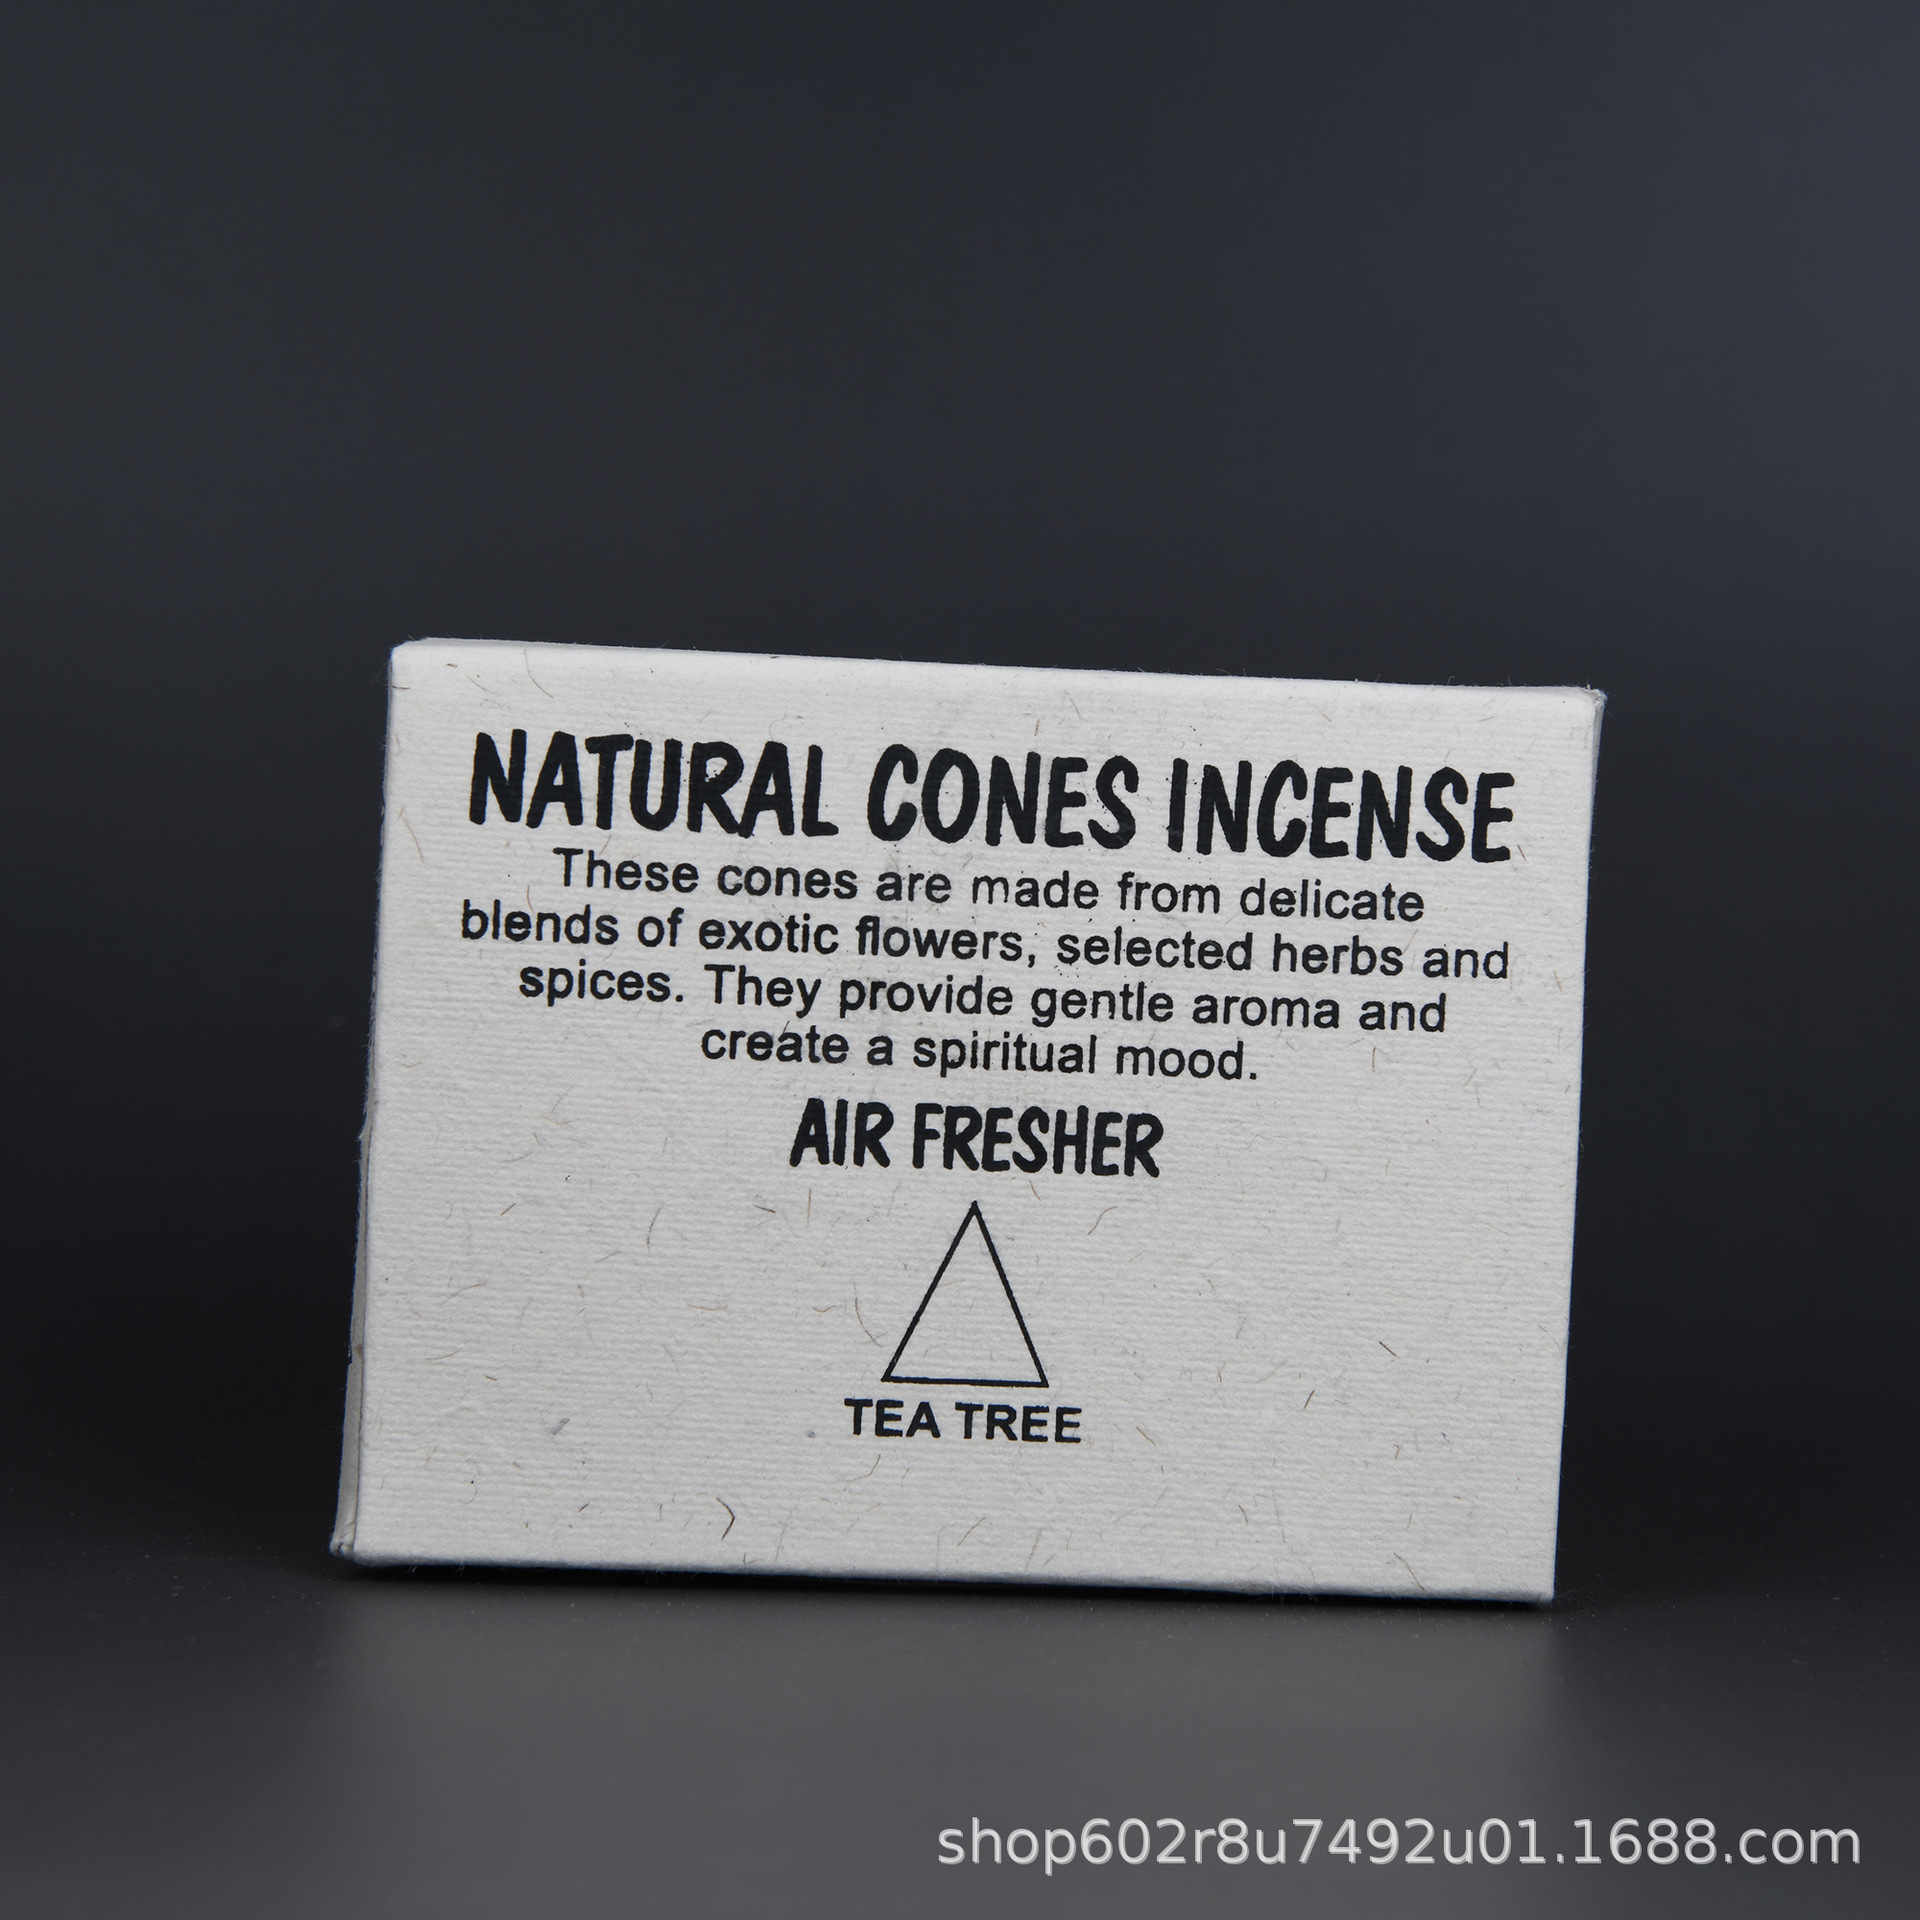 NATURAL CONES INCENSE
These cones are made from delicate
blends of exotic flowers, selected herbs and
spices. They provide gentle aroma and
create a spiritual mood.
AIR FRESHER
TEA TREE
shop602r8u7492u01.1688.com